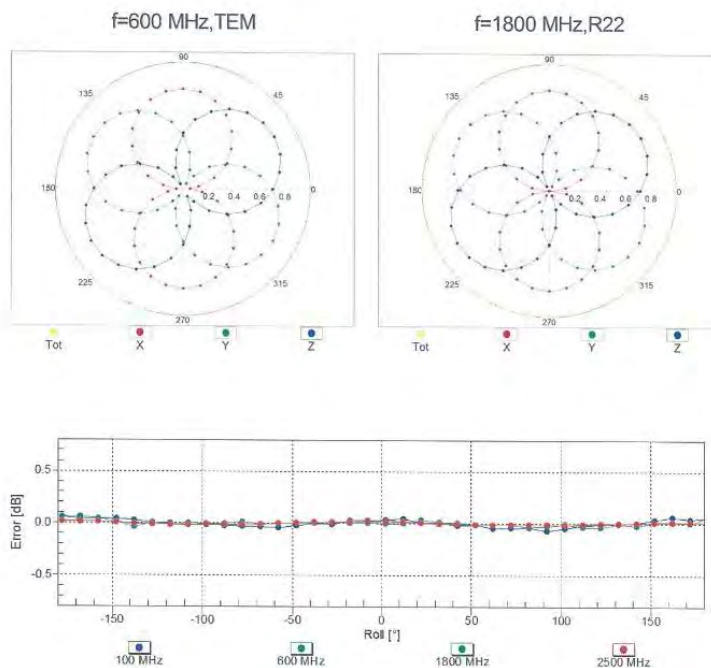 f=600 MHz,TEM
f=1800 MHz,R22
90
135
45
180
0.2 0.4 0.6 0.8
0
225
315
270
Tot X Y Z
90
135
45
180
0.2 0.4 0.6 0.8
0
225
315
270
Tot X Y Z
Error [dB]
0.5
0.0
-0.5
-150 -100 -50 0 50 100 150
Roll [°]
100 MHz 600 MHz 1800 MHz 2500 MHz